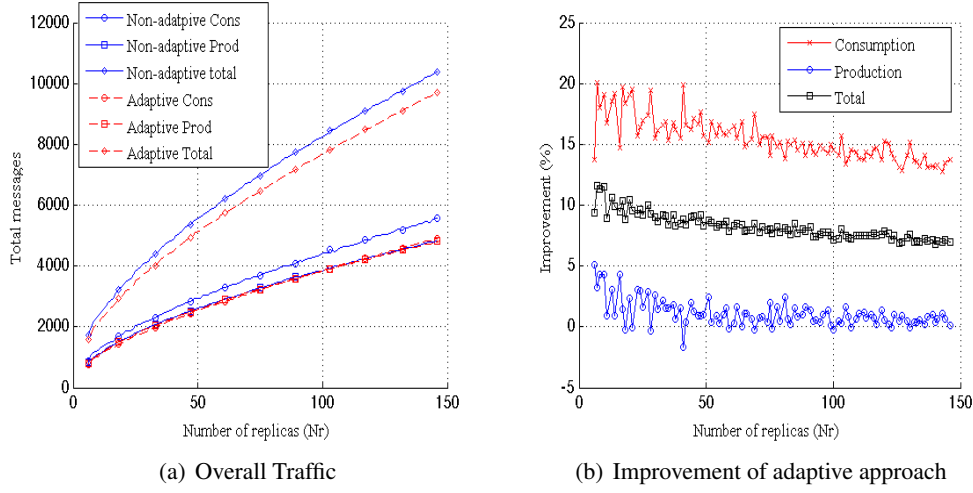 12000
10000
8000
6000
4000
2000
0
Total messages
Non-adatpive Cons
Non-adaptive Prod
Non-adaptive total
Adaptive Cons
Adaptive Prod
Adaptive Total
0
50
100
150
Number of replicas (Nr)
(a) Overall Traffic
25
20
15
10
5
0
-5
Improvement (%)
Consumption
Production
Total
0
50
100
150
Number of replicas (Nr)
(b) Improvement of adaptive approach